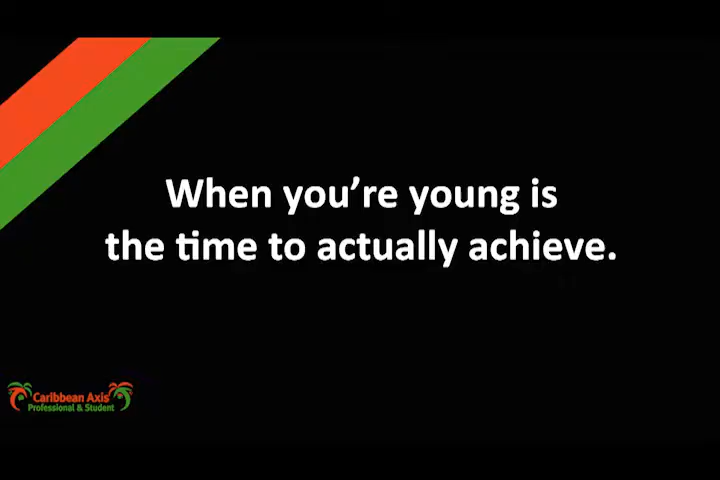 When you're young is
the time to actually achieve.
Caribbean Axis
Professional & Student